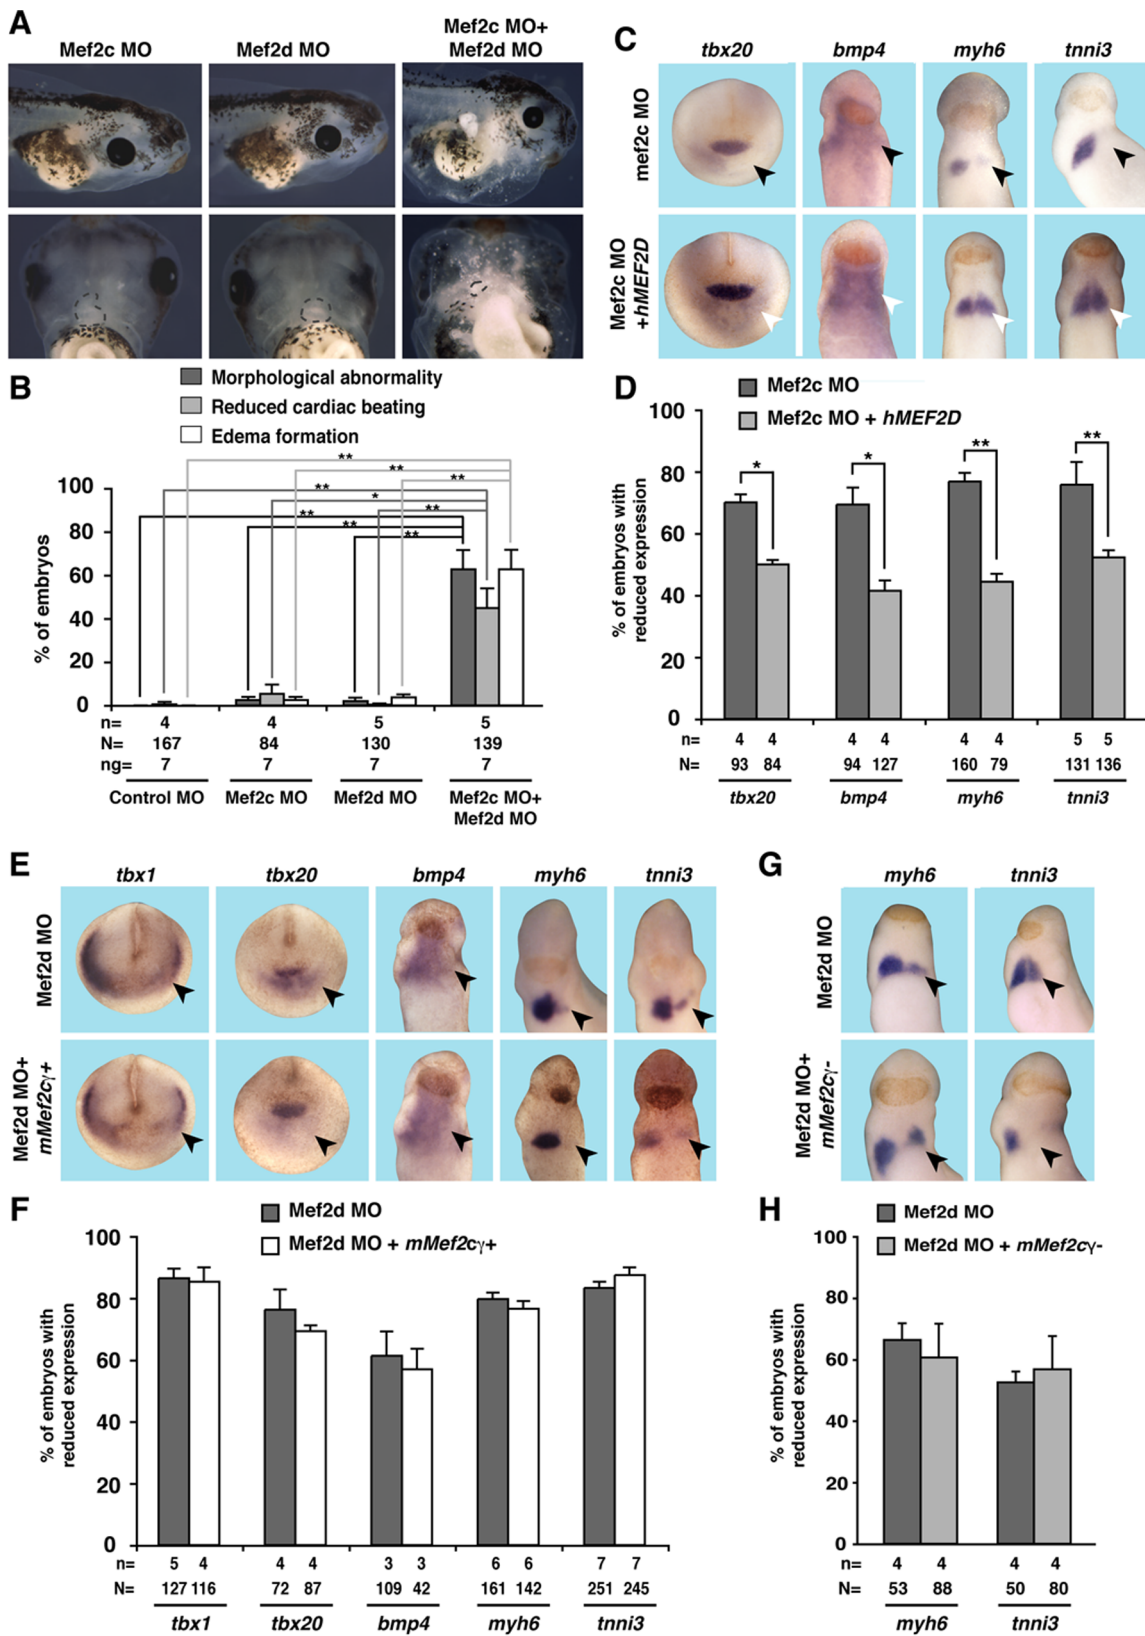 A
Mef2c MO
Mef2d MO
Mef2c MO+
Mef2d MO
B
Morphological abnormality
Reduced cardiac beating
Edema formation
% of embryos
100
80
60
40
20
0
**
**
**
**
*
**
**
**
**
n= 4 4 5 5
N= 167 84 130 139
ng= 7 7 7 7
Control MO Mef2c MO Mef2d MO Mef2c MO+
Mef2d MO
C
tbx20 bmp4 myh6 tnni3
mef2c MO
Mef2c MO
+hMEF2D
D
Mef2c MO
Mef2c MO + hMEF2D
% of embryos with
reduced expression
100
80
60
40
20
0
* * ** **
n= 4 4 4 4 4 4 5 5
N= 93 84 94 127 160 79 131 136
tbx20 bmp4 myh6 tnni3
E
tbx1 tbx20 bmp4 myh6 tnni3
Mef2d MO
Mef2d MO+
mMef2cγ+
F
Mef2d MO
Mef2d MO + mMef2cγ+
% of embryos with
reduced expression
100
80
60
40
20
0
n= 5 4 4 4 3 3 6 6 7 7
N= 127 116 72 87 109 42 161 142 251 245
tbx1 tbx20 bmp4 myh6 tnni3
G
myh6 tnni3
Mef2d MO
Mef2d MO+
mMef2cγ-
H
Mef2d MO
Mef2d MO + mMef2cγ-
% of embryos with
reduced expression
100
80
60
40
20
0
n= 4 4 4 4
N= 53 88 50 80
myh6 tnni3